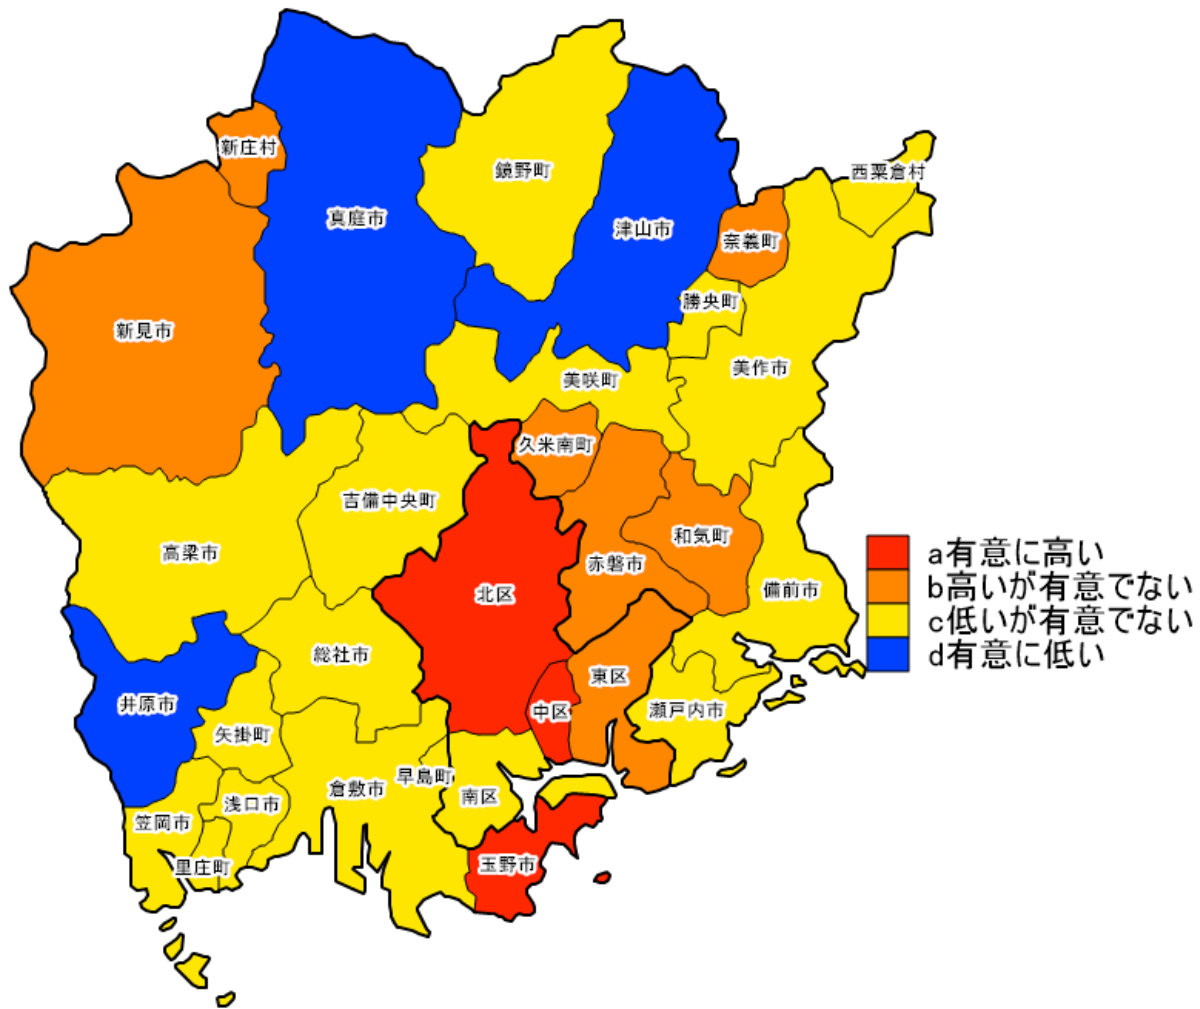 新庄村
鏡野町
西粟倉村
真庭市
津山市
奈義町
勝央町
新見市
美作市
美咲町
久米南町
吉備中央町
和気町
高梁市
赤磐市
備前市
北区
総社市
東区
井原市
中区
瀬戸内市
矢掛町
早島町
倉敷市
南区
浅口市
笠岡市
里庄町
玉野市
a有意に高い
b高いが有意でない
c低いが有意でない
d有意に低い